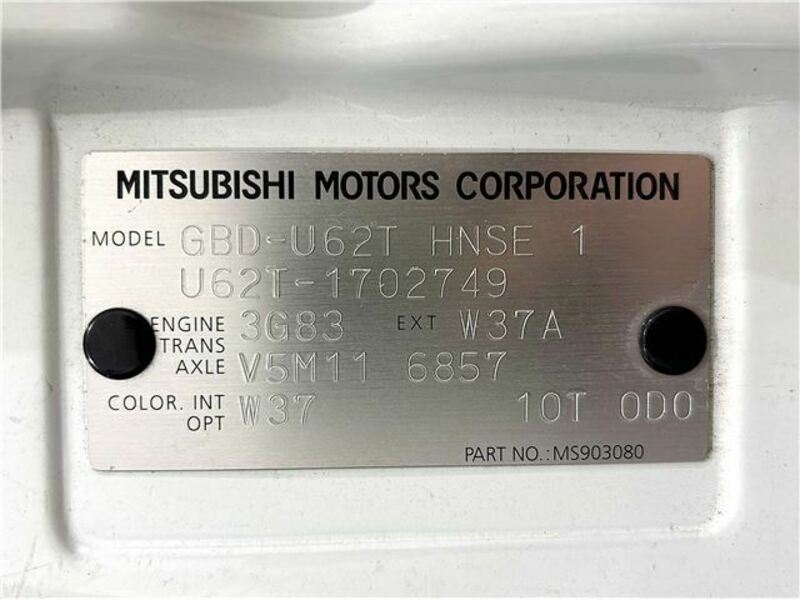 MITSUBISHI MOTORS CORPORATION
MODEL GBD-U62T HNSE 1
U62T-1702749
ENGINE 3G83 EXT W37A
TRANS
AXLE V5M11 6857
COLOR. INT W37 10T 0D0
OPT
PART NO.:MS903080